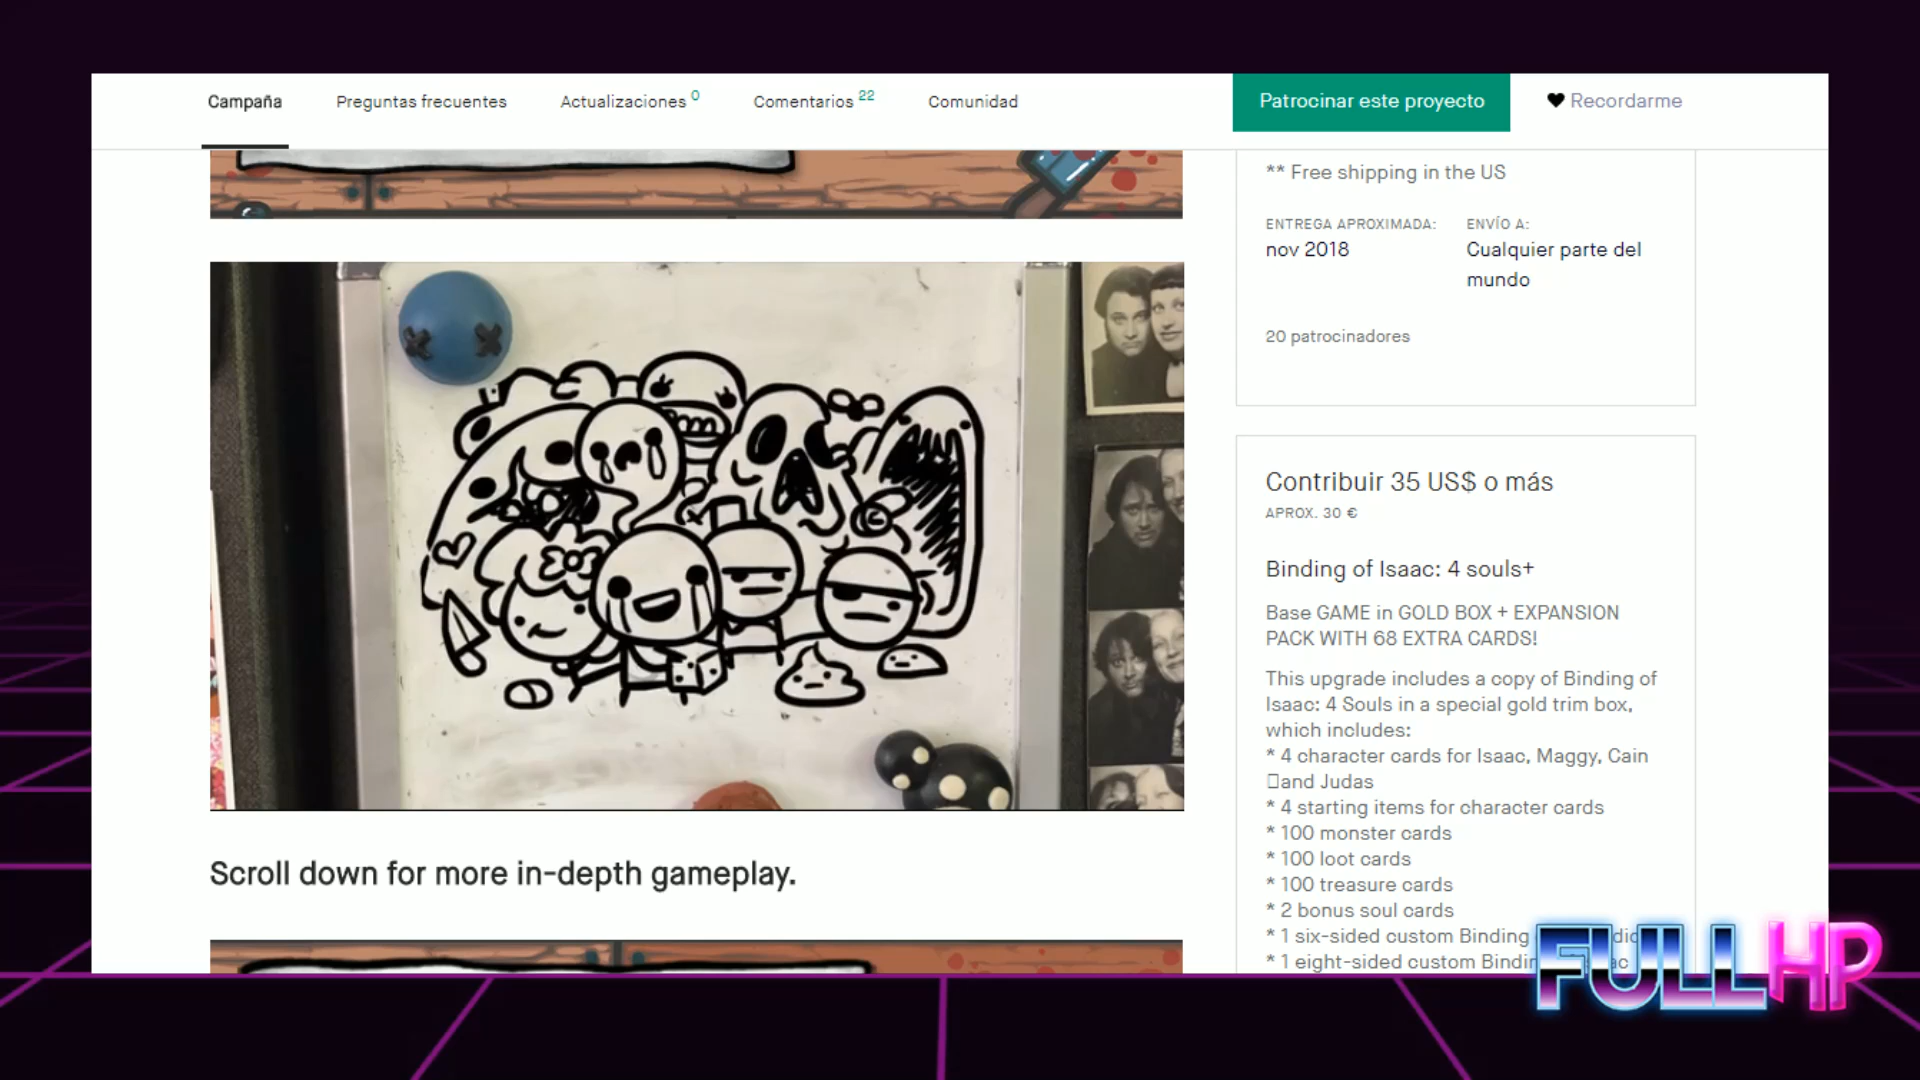 Campaña
Preguntas frecuentes
Actualizaciones 0
Comentarios 22
Comunidad
Patrocinar este proyecto
Recordarme
** Free shipping in the US
ENTREGA APROXIMADA:
nov 2018
ENVÍO A:
Cualquier parte del
mundo
20 patrocinadores
Contribuir 35 US$ o más
APROX. 30 €
Binding of Isaac: 4 souls+
Base GAME in GOLD BOX + EXPANSION
PACK WITH 68 EXTRA CARDS!
This upgrade includes a copy of Binding of
Isaac: 4 Souls in a special gold trim box,
which includes:
* 4 character cards for Isaac, Maggy, Cain
and Judas
* 4 starting items for character cards
* 100 monster cards
* 100 loot cards
* 100 treasure cards
* 2 bonus soul cards
* 1 six-sided custom Binding
* 1 eight-sided custom
Scroll down for more in-depth gameplay.
FULL HP